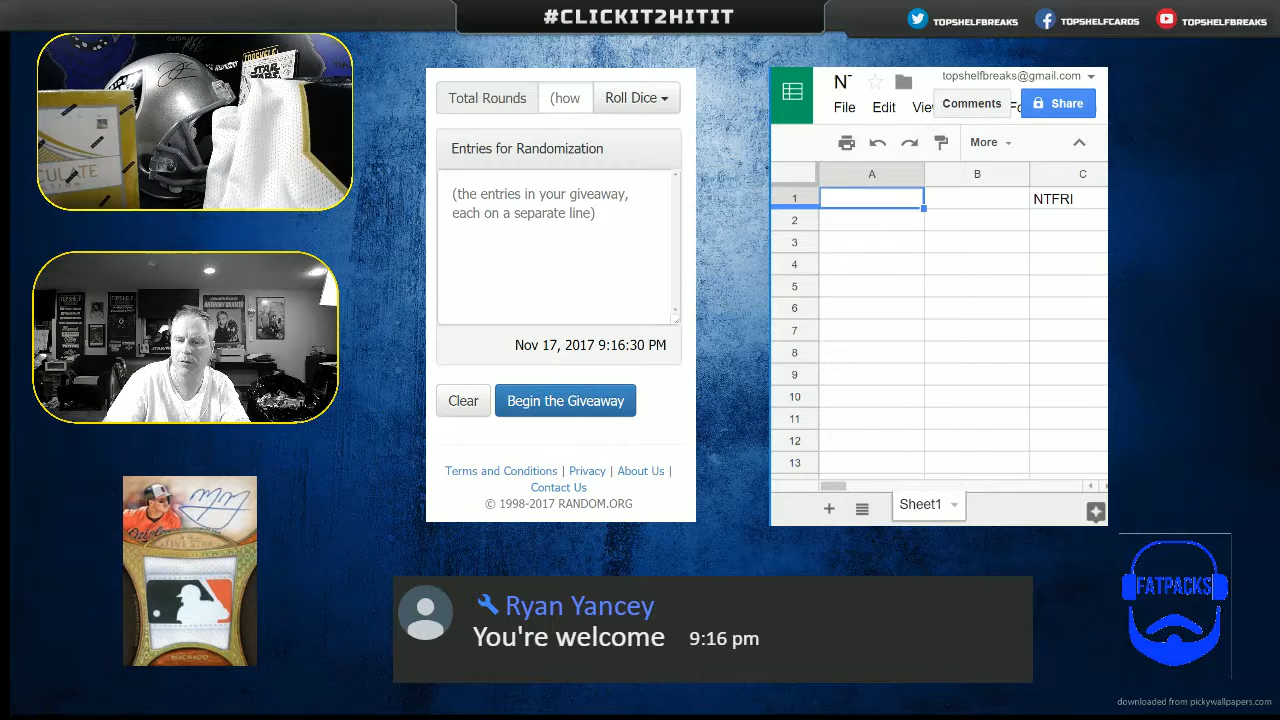 #CLICKIT2HITIT
TOPSHELFBREAKS
TOPSHELFCARDS
TOPSHELFBREAKS
STAR
Total Rounds
(how
Roll Dice
Entries for Randomization
(the entries in your giveaway,
each on a separate line)
Nov 17, 2017 9:16:30 PM
Clear
Begin the Giveaway
Terms and Conditions | Privacy | About Us |
Contact Us
© 1998-2017 RANDOM.ORG
topshelfbreaks@gmail.com
File Edit
Comments
Share
More
A B C
1 NTFRI
2
3
4
5
6
7
8
9
10
11
12
13
Sheet1
MACHADO
Ryan Yancey
You're welcome 9:16 pm
FATPACKS
downloaded from pickywallpapers.com